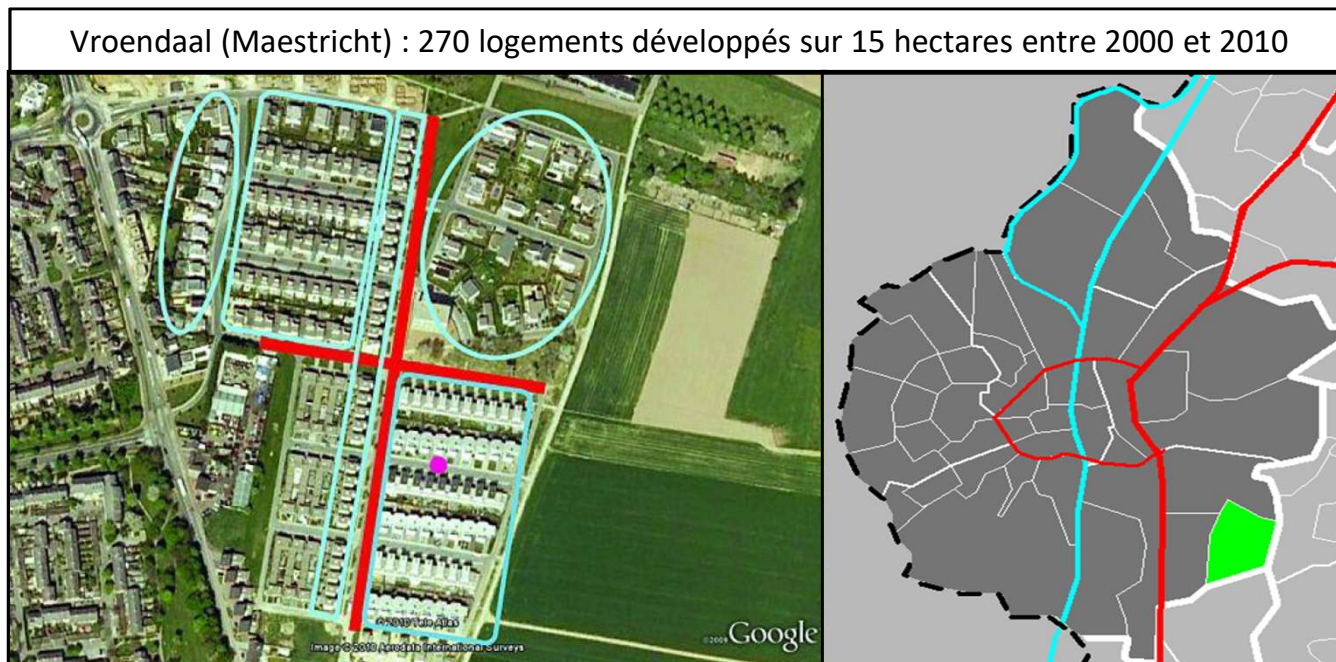 Vroendaal (Maestricht) : 270 logements développés sur 15 hectares entre 2000 et 2010
© 2010 Tele Atlas
Image © 2010 Aerodata International Surveys
©2009 Google